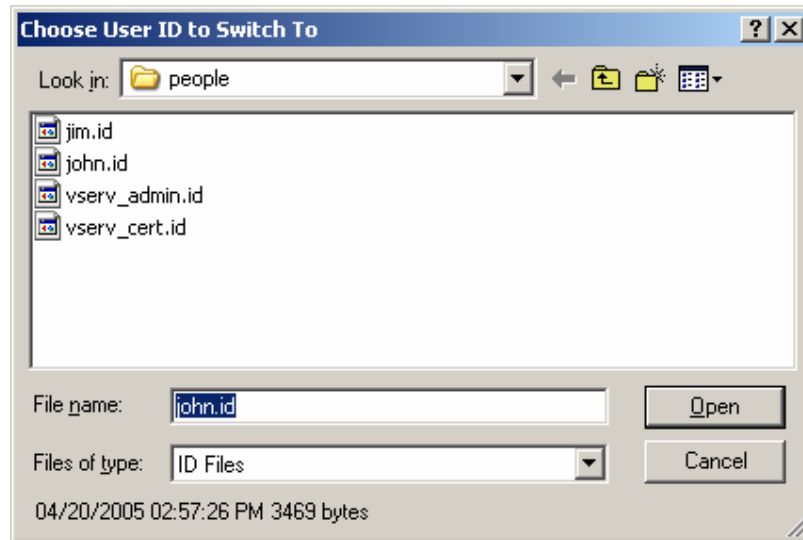 Choose User ID to Switch To
Look in: people
jim.id
john.id
vserv_admin.id
vserv_cert.id
File name: john.id Open
Files of type: ID Files Cancel
04/20/2005 02:57:26 PM 3469 bytes